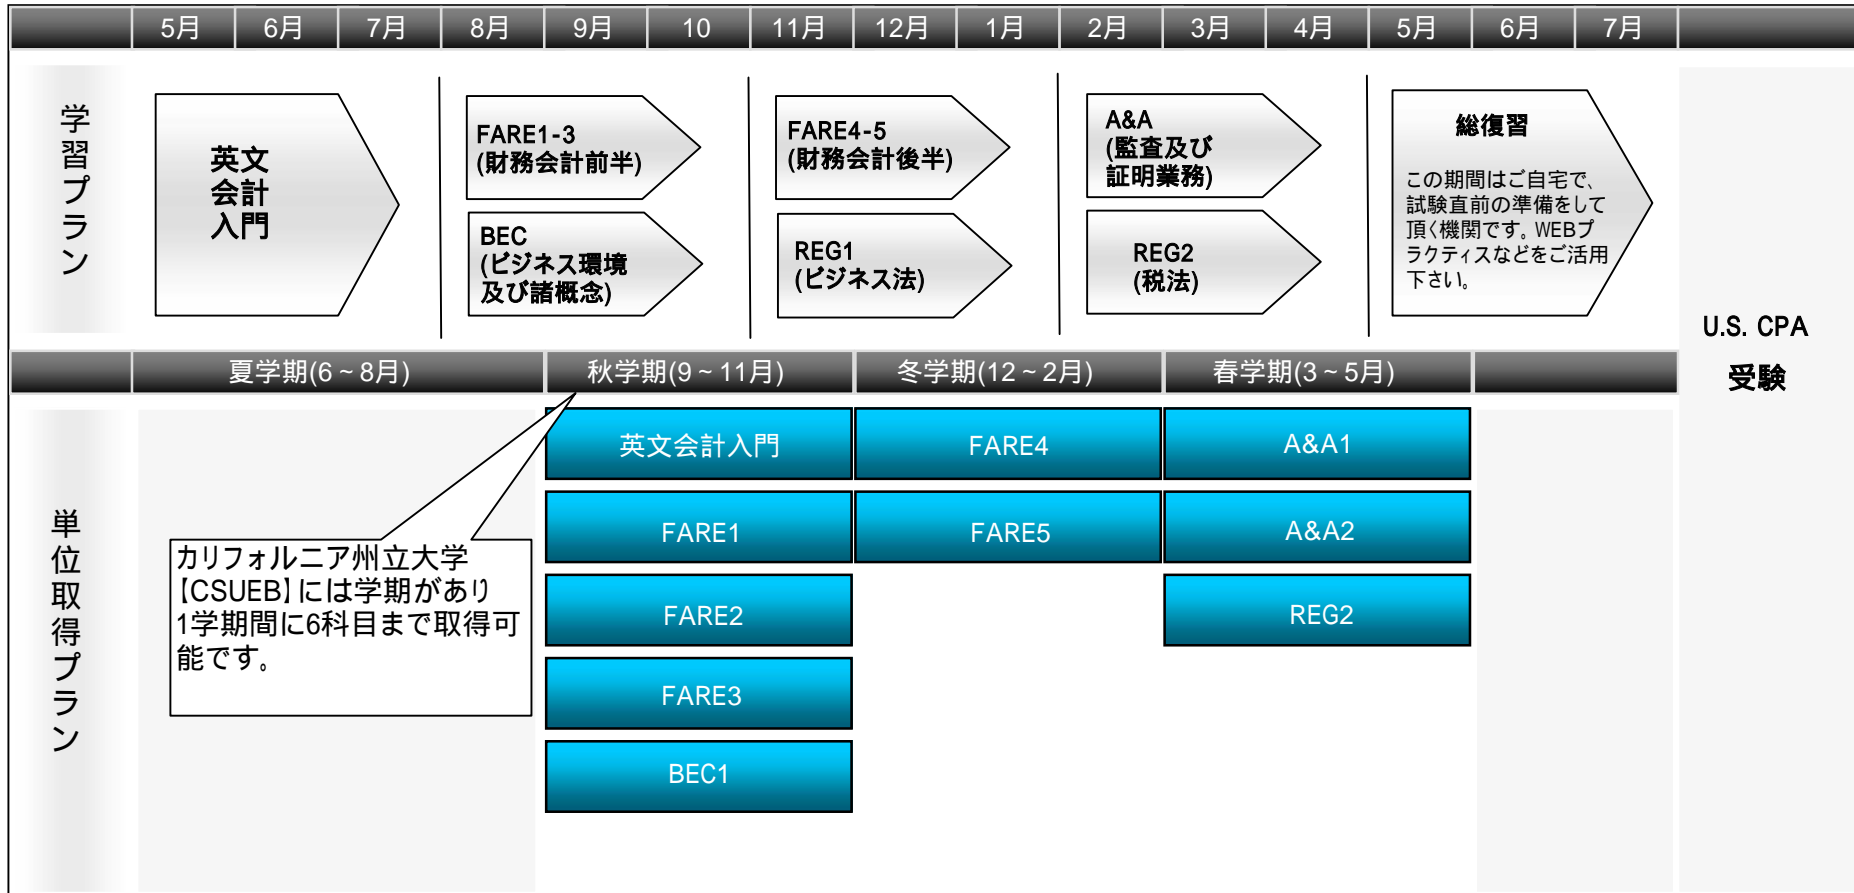 5月 6月 7月 8月 9月 10 11月 12月 1月 2月 3月 4月 5月 6月 7月
学習プラン
英文
会計
入門
FARE1-3
(財務会計前半)
BEC
(ビジネス環境
及び諸概念)
FARE4-5
(財務会計後半)
REG1
(ビジネス法)
A&A
(監査及び
証明業務)
REG2
(税法)
総復習
この期間はご自宅で、
試験直前の準備をして
頂く機関です。WEBプ
ラクティスなどをご活用
下さい。
U.S. CPA
受験
夏学期(6~8月) 秋学期(9~11月) 冬学期(12~2月) 春学期(3~5月)
単位取得プラン
カリフォルニア州立大学
【CSUEB】には学期があり
1学期間に6科目まで取得可
能です。
英文会計入門 FARE4 A&A1
FARE1 FARE5 A&A2
FARE2 REG2
FARE3
BEC1